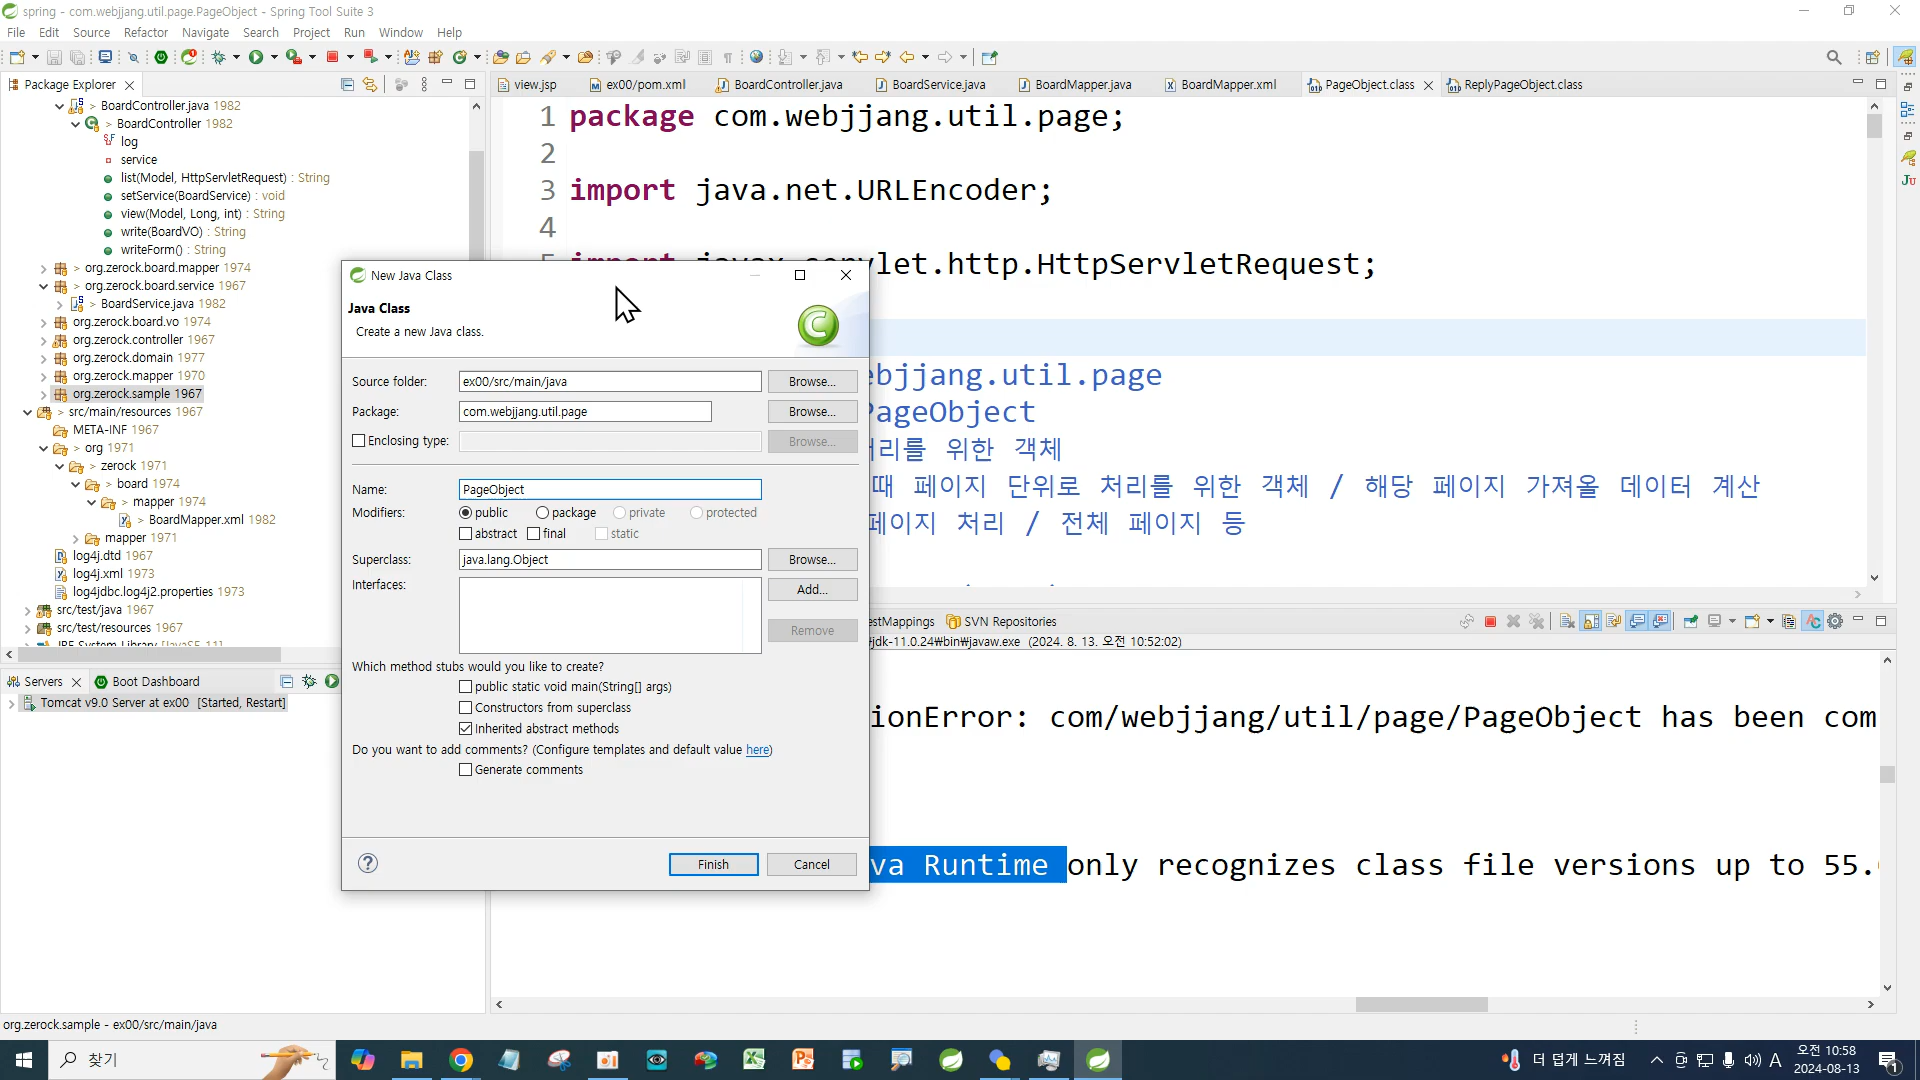 spring - com.webjjang.util.page.PageObject - Spring Tool Suite 3
File Edit Source Refactor Navigate Search Project Run Window Help
Package Explorer
view.jsp ex00/pom.xml BoardController.java BoardService.java BoardMapper.java BoardMapper.xml PageObject.class ReplyPageObject.class
> BoardController.java 1982
> BoardController 1982
log
service
list(Model, HttpServletRequest) : String
setService(BoardService) : void
view(Model, Long, int) : String
write(BoardVO) : String
writeForm() : String
> org.zerock.board.mapper 1974
> org.zerock.board.service 1967
> BoardService.java 1982
org.zerock.board.vo 1974
org.zerock.controller 1967
org.zerock.domain 1977
org.zerock.mapper 1970
org.zerock.sample 1967
> src/main/resources 1967
META-INF 1967
> org 1971
> zerock 1971
> board 1974
> mapper 1974
> BoardMapper.xml 1982
mapper 1971
log4j.dtd 1967
log4j.xml 1973
log4jdbc.log4j2.properties 1973
src/test/java 1967
src/test/resources 1967
JRE System Library [JavaSE-11]
1 package com.webjjang.util.page;
2
3 import java.net.URLEncoder;
4
5 import javax.servlet.http.HttpServletRequest;
bjjang.util.page
PageObject
리를 위한 객체
때 페이지 단위로 처리를 위한 객체 / 해당 페이지 가져올 데이터 계산
페이지 처리 / 전체 페이지 등
New Java Class
Java Class
Create a new Java class.
Source folder: ex00/src/main/java Browse...
Package: com.webjjang.util.page Browse...
Enclosing type: Browse...
Name: PageObject
Modifiers: public package private protected
abstract final static
Superclass: java.lang.Object Browse...
Interfaces: Add...
Remove
Which method stubs would you like to create?
public static void main(String[] args)
Constructors from superclass
Inherited abstract methods
Do you want to add comments? (Configure templates and default value here)
Generate comments
? Finish Cancel
Servers Boot Dashboard
Tomcat v9.0 Server at ex00 [Started, Restart]
estMappings SVN Repositories
jdk-11.0.24₩bin₩javaw.exe (2024. 8. 13. 오전 10:52:02)
ionError: com/webjjang/util/page/PageObject has been com
va Runtime only recognizes class file versions up to 55.
org.zerock.sample - ex00/src/main/java
찾기
더 덥게 느껴짐
A
오전 10:58
2024-08-13
1